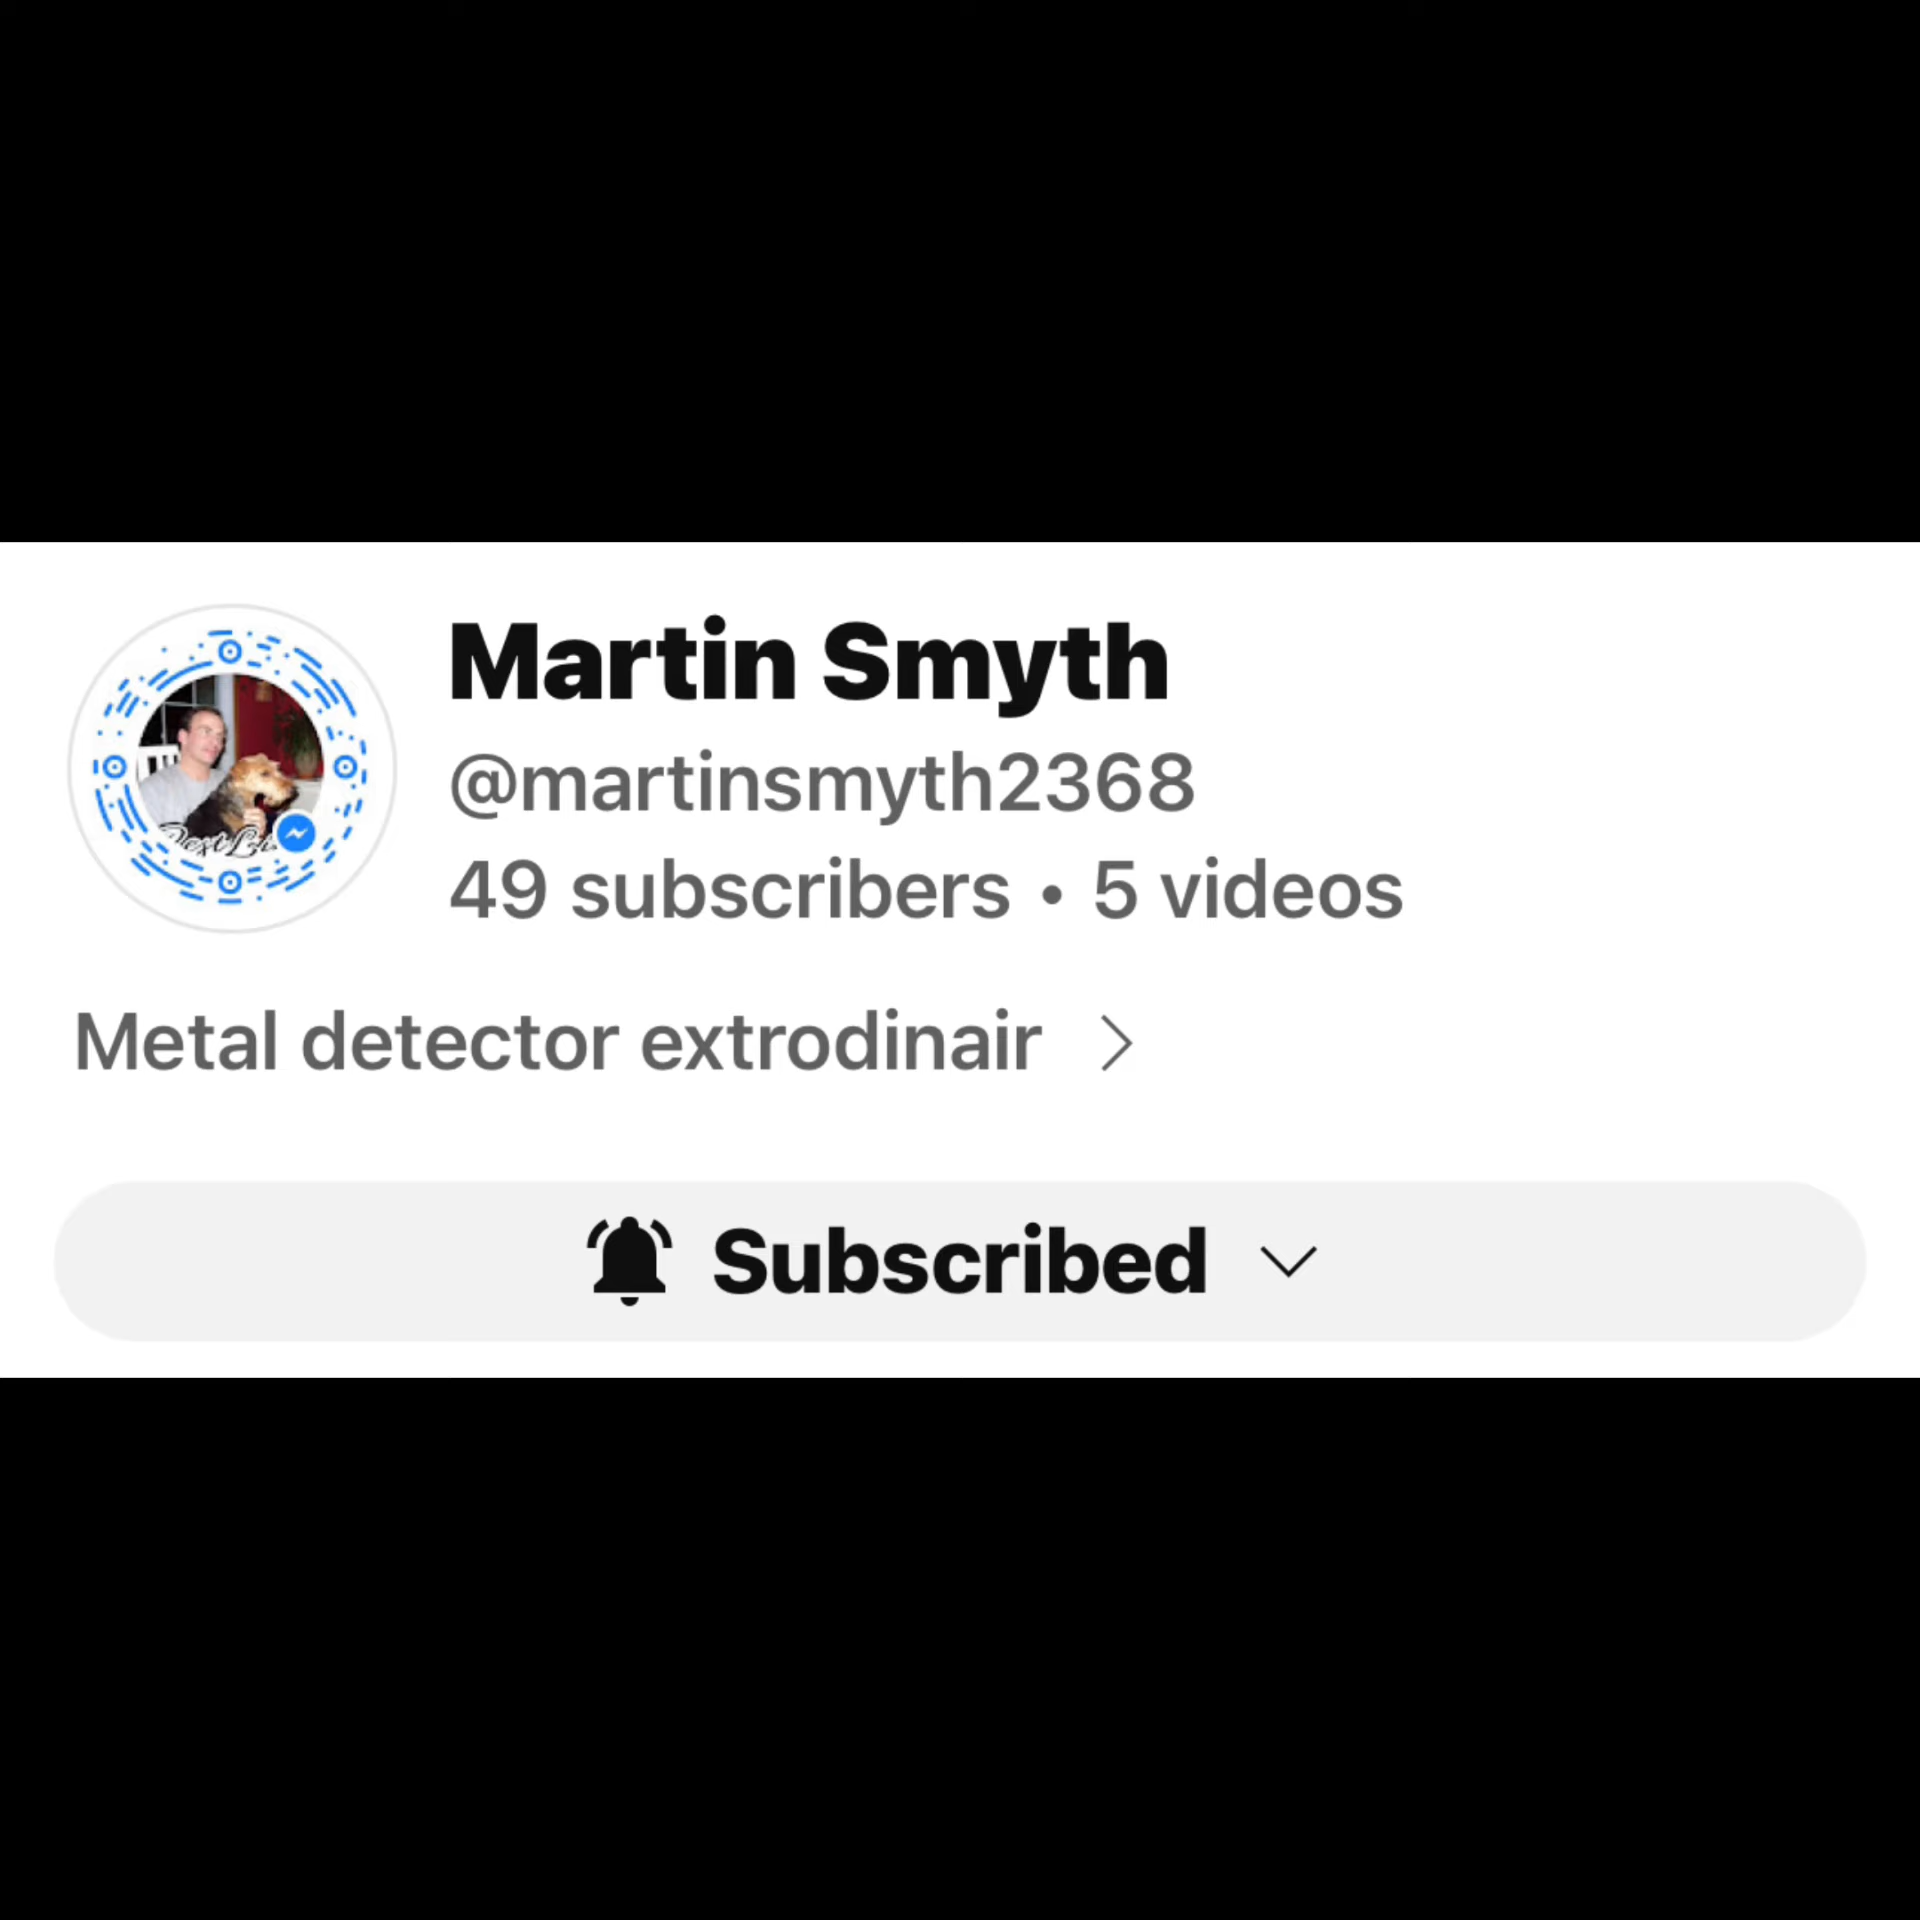 Martin Smyth
@martinsmyth2368
49 subscribers • 5 videos
Metal detector extrodinair
Subscribed